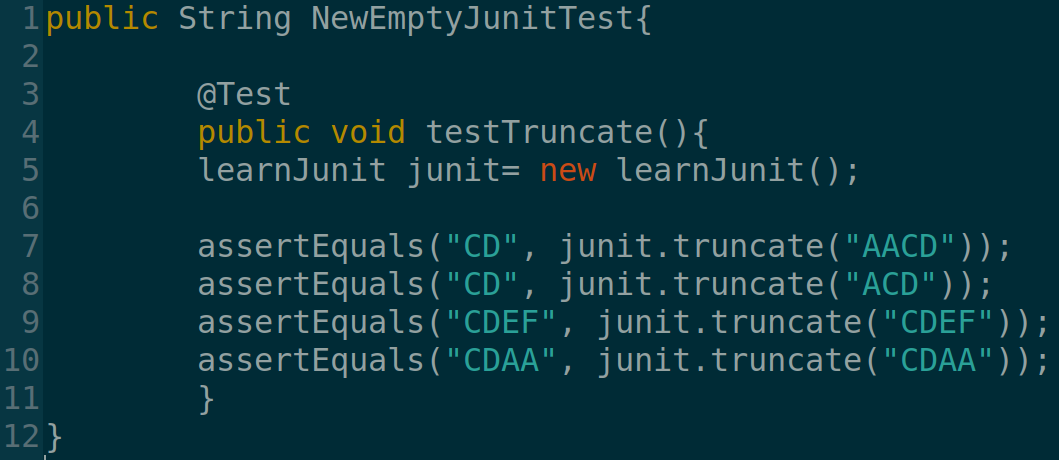 1 public String NewEmptyJunitTest{
2
3 @Test
4 public void testTruncate(){
5 learnJunit junit= new learnJunit();
6
7 assertEquals("CD", junit.truncate("AACD"));
8 assertEquals("CD", junit.truncate("ACD"));
9 assertEquals("CDEF", junit.truncate("CDEF"));
10 assertEquals("CDAA", junit.truncate("CDAA"));
11 }
12 }